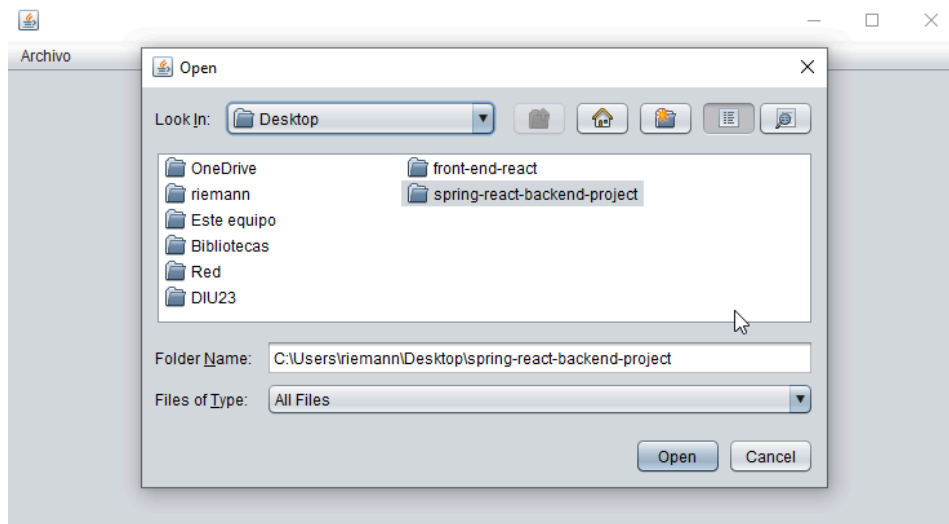 Archivo
Open
Look In: Desktop
OneDrive
front-end-react
riemann
spring-react-backend-project
Este equipo
Bibliotecas
Red
DIU23
Folder Name: C:\Users\riemann\Desktop\spring-react-backend-project
Files of Type: All Files
Open Cancel